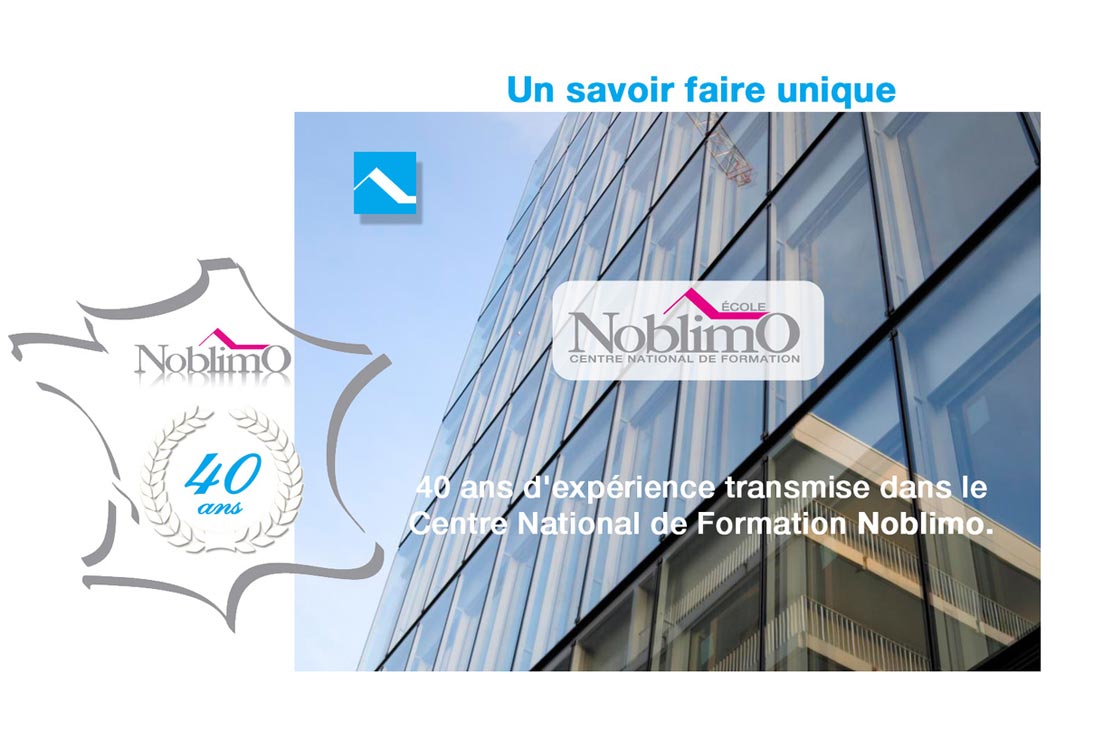 Un savoir faire unique
ÉCOLE
NoblimO
CENTRE NATIONAL DE FORMATION
NoblimO
40
ans
40 ans d'expérience transmise dans le
Centre National de Formation Noblimo.